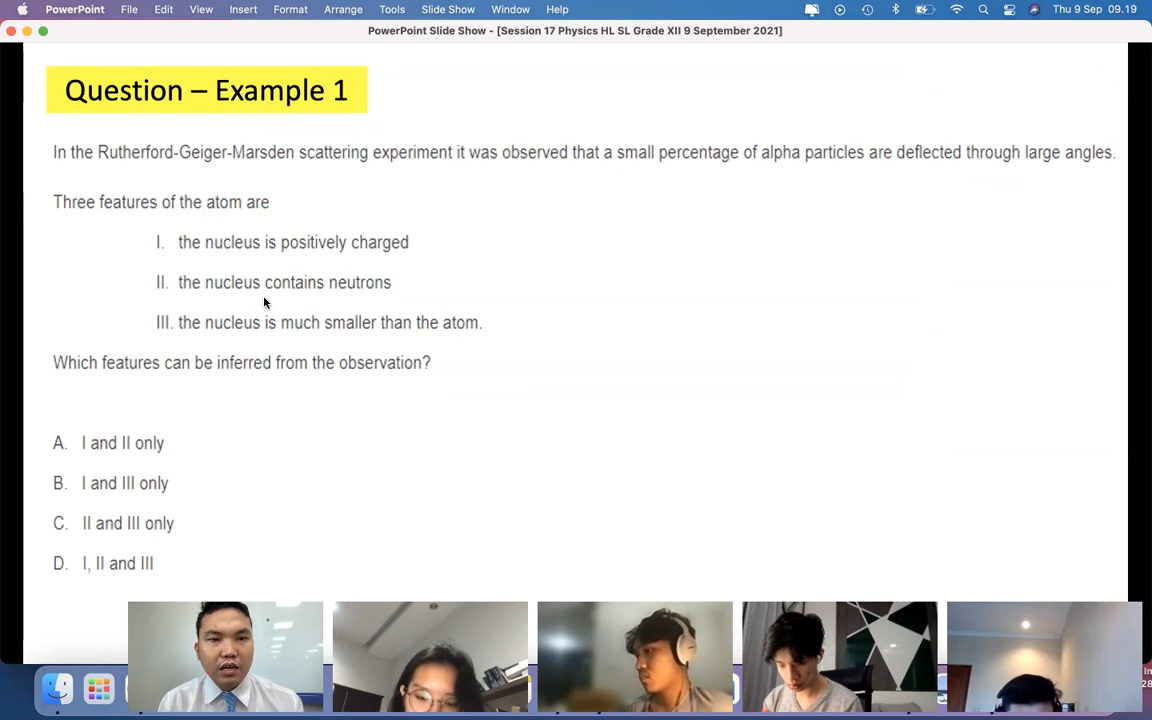 PowerPoint File Edit View Insert Format Arrange Tools Slide Show Window Help Thu 9 Sep 09.19
PowerPoint Slide Show - [Session 17 Physics HL SL Grade XII 9 September 2021]
Question – Example 1
In the Rutherford-Geiger-Marsden scattering experiment it was observed that a small percentage of alpha particles are deflected through large angles.
Three features of the atom are
I. the nucleus is positively charged
II. the nucleus contains neutrons
III. the nucleus is much smaller than the atom.
Which features can be inferred from the observation?
A. I and II only
B. I and III only
C. II and III only
D. I, II and III